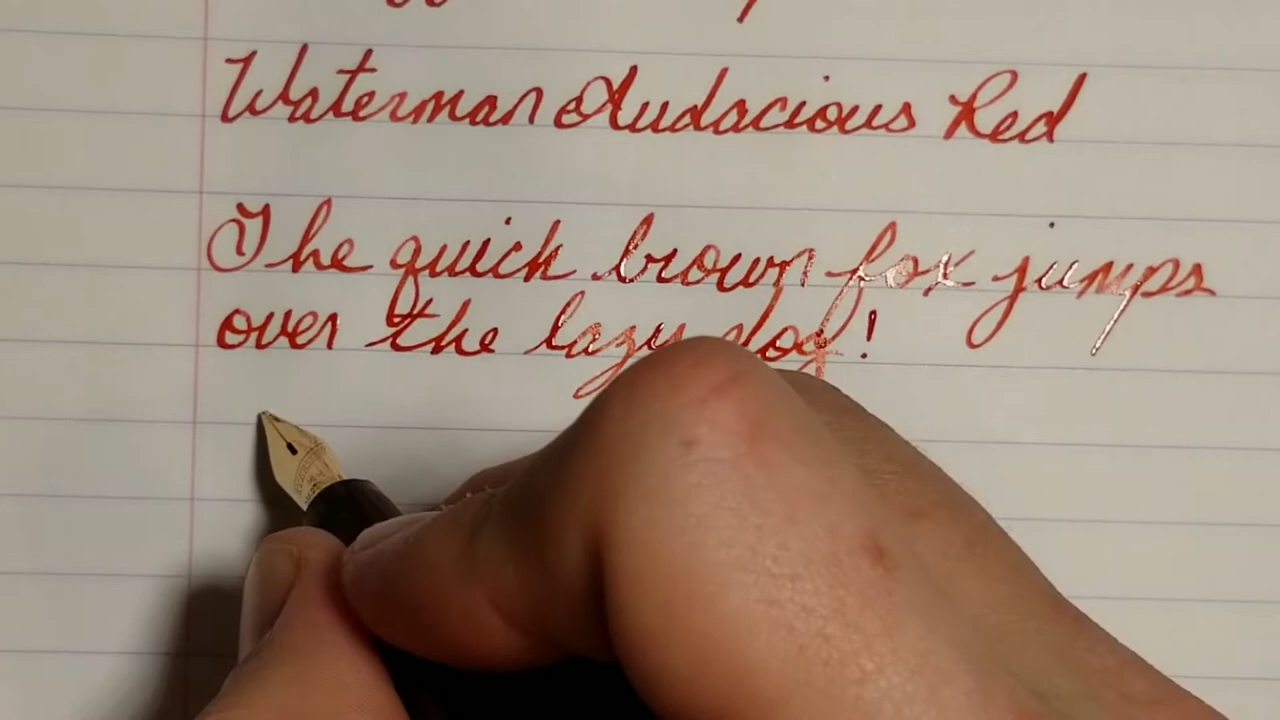 Waterman Audacious Red
The quick brown fox jumps
over the lazy dog!